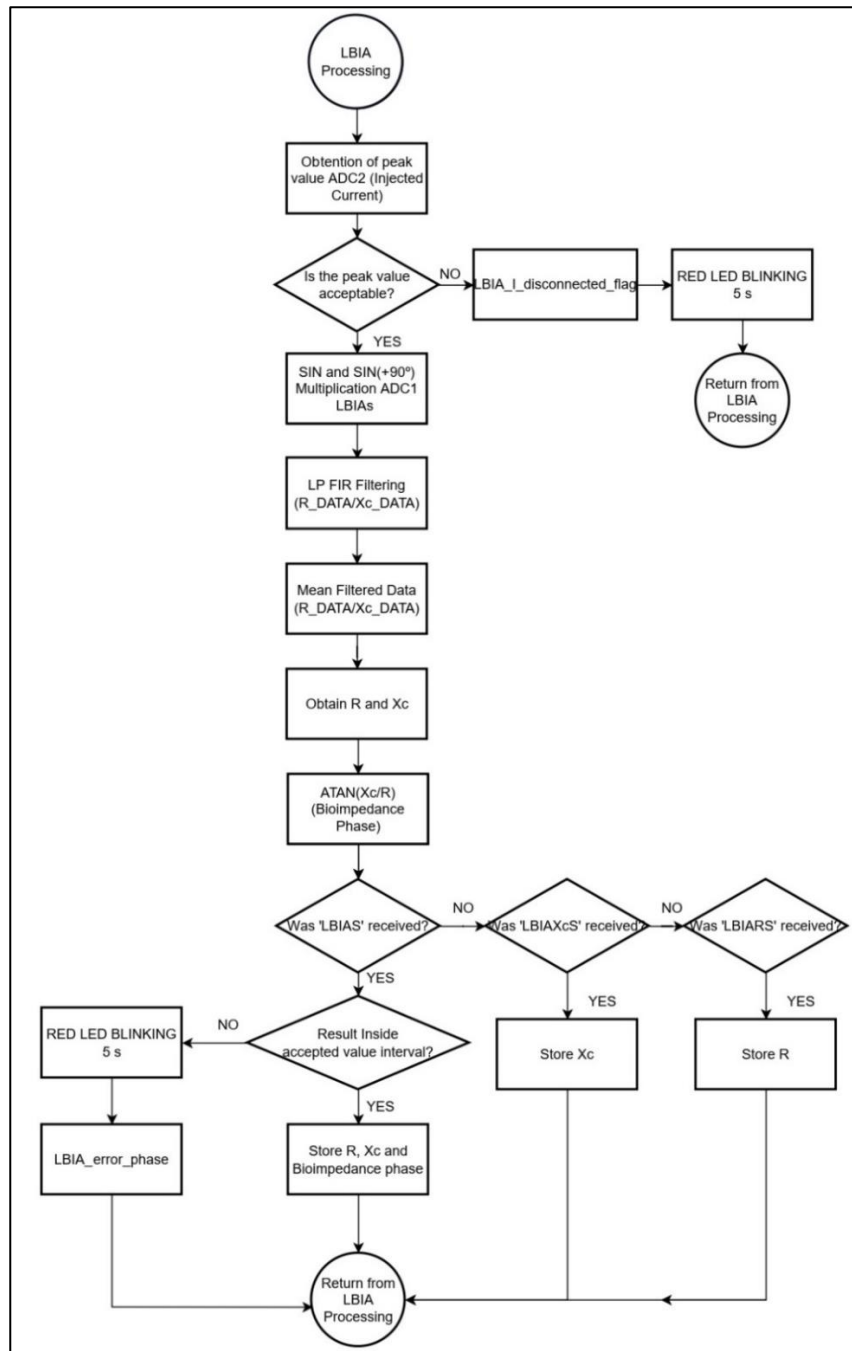 LBIA
Processing
Obtention of peak
value ADC2 (Injected
Current)
Is the peak value
acceptable?
NO
LBIA_I_disconnected_flag
RED LED BLINKING
5 s
Return from
LBIA
Processing
YES
SIN and SIN(+90º)
Multiplication ADC1
LBIAs
LP FIR Filtering
(R_DATA/Xc_DATA)
Mean Filtered Data
(R_DATA/Xc_DATA)
Obtain R and Xc
ATAN(Xc/R)
(Bioimpedance
Phase)
Was 'LBIAS' received?
NO
Was 'LBIAXcS' received?
NO
Was 'LBIARS' received?
YES
YES
YES
Result Inside
accepted value interval?
NO
RED LED BLINKING
5 s
Store Xc
Store R
YES
LBIA_error_phase
Store R, Xc and
Bioimpedance phase
Return from
LBIA
Processing